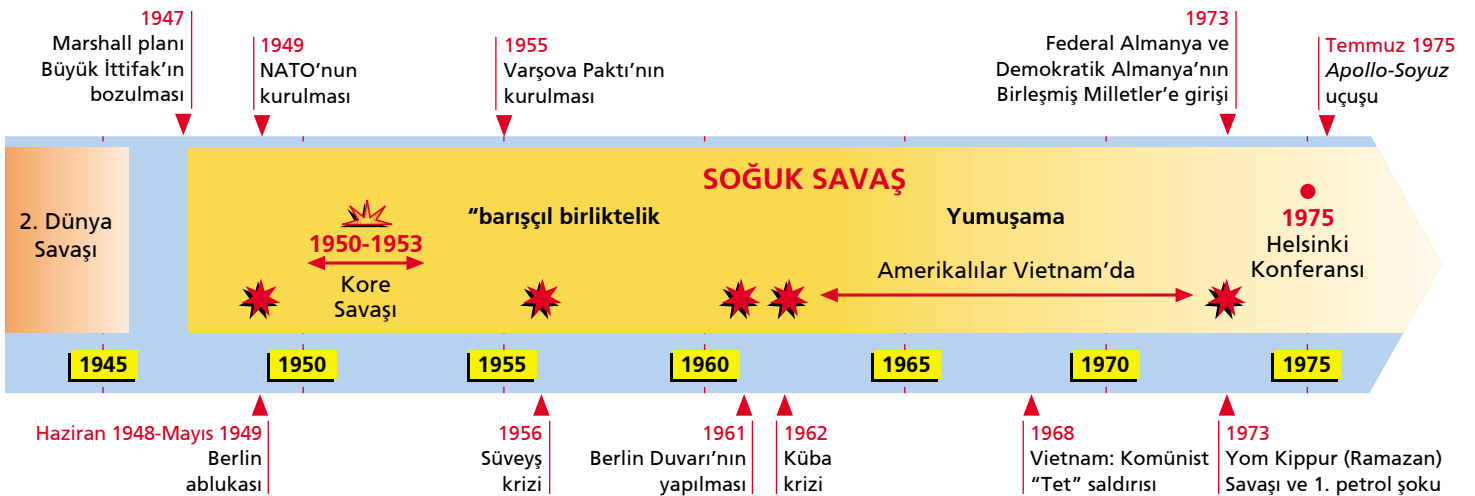 1947
Marshall planı
Büyük İttifak’ın
bozulması
1949
NATO’nun
kurulması
1955
Varşova Paktı’nın
kurulması
1973
Federal Almanya ve
Demokratik Almanya’nın
Birleşmiş Milletler’e girişi
Temmuz 1975
Apollo-Soyuz
uçuşu
2. Dünya
Savaşı
SOĞUK SAVAŞ
“barışçıl birliktelik
Yumuşama
1950-1953
Kore
Savaşı
Amerikalılar Vietnam’da
1975
Helsinki
Konferansı
1945
1950
1955
1960
1965
1970
1975
Haziran 1948-Mayıs 1949
Berlin
ablukası
1956
Süveyş
krizi
1961
Berlin Duvarı’nın
yapılması
1962
Küba
krizi
1968
Vietnam: Komünist
“Tet” saldırısı
1973
Yom Kippur (Ramazan)
Savaşı ve 1. petrol şoku